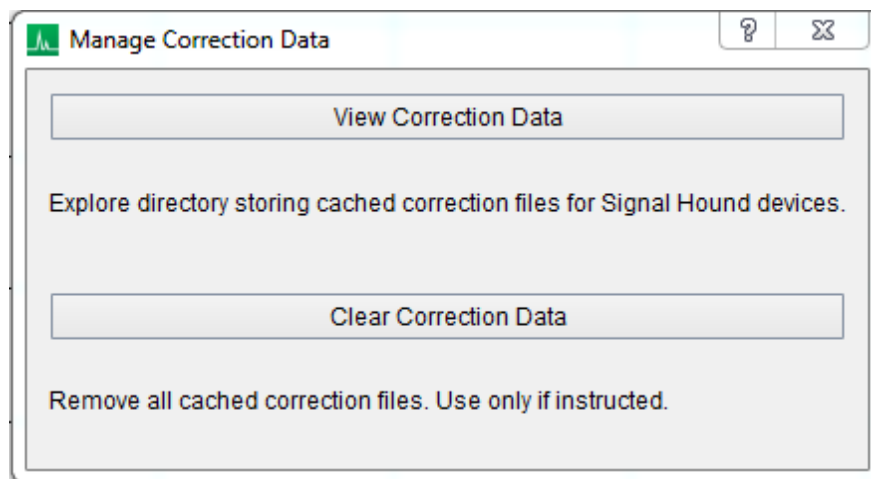 Manage Correction Data
View Correction Data
Explore directory storing cached correction files for Signal Hound devices.
Clear Correction Data
Remove all cached correction files. Use only if instructed.